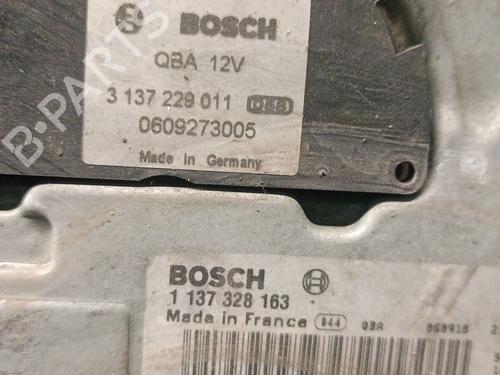 BOSCH
QBA 12V
3 137 229 011
0609273005
Made in Germany
B-PARTS
BOSCH
1 137 328 163
Made in France 044 QBA